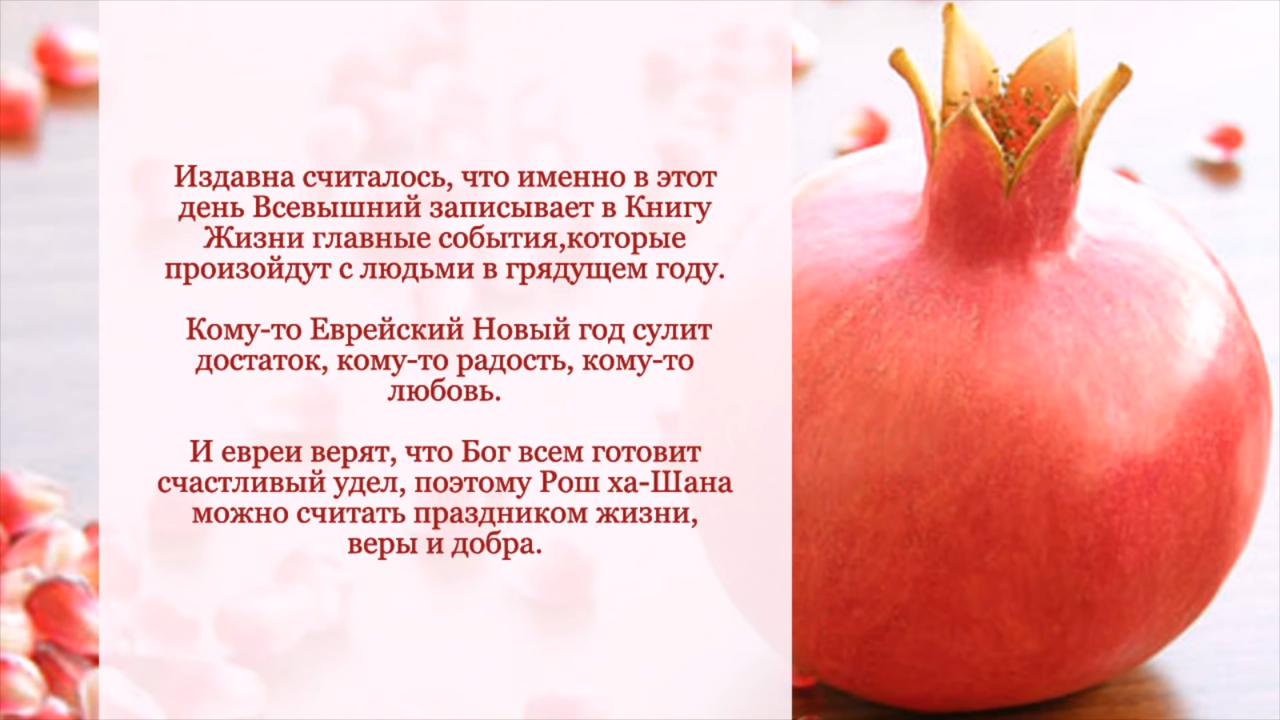 Издавна считалось, что именно в этот
день Всевышний записывает в Книгу
Жизни главные события,которые
произойдут с людьми в грядущем году.
Кому-то Еврейский Новый год сулит
достаток, кому-то радость, кому-то
любовь.
И евреи верят, что Бог всем готовит
счастливый удел, поэтому Рош ха-Шана
можно считать праздником жизни,
веры и добра.